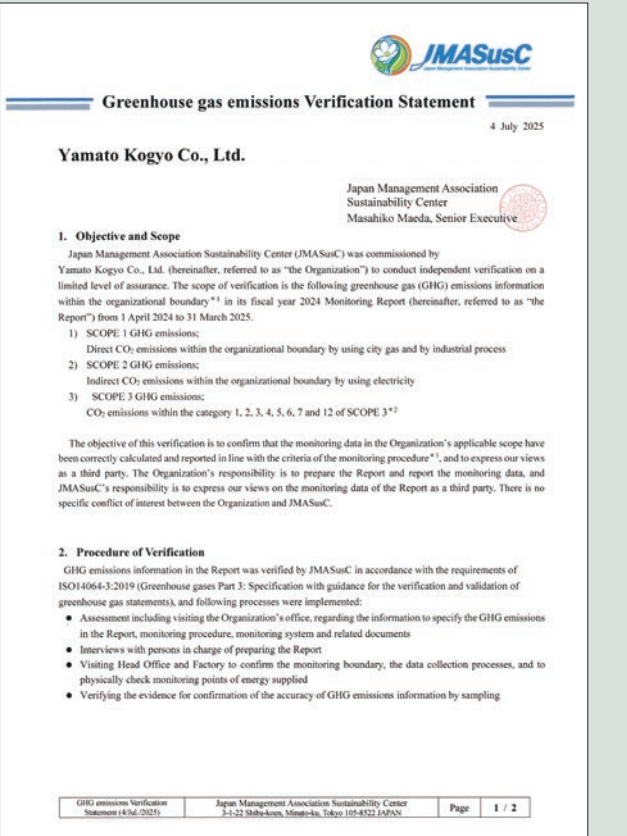 JMASusC
Japan Management Association Sustainability Center
Greenhouse gas emissions Verification Statement
4 July 2025
Yamato Kogyo Co., Ltd.
Japan Management Association
Sustainability Center
Masahiko Maeda, Senior Executive
1. Objective and Scope
Japan Management Association Sustainability Center (JMASusC) was commissioned by
Yamato Kogyo Co., Ltd. (hereinafter, referred to as “the Organization”) to conduct independent verification on a
limited level of assurance. The scope of verification is the following greenhouse gas (GHG) emissions information
within the organizational boundary*1 in its fiscal year 2024 Monitoring Report (hereinafter, referred to as “the
Report”) from 1 April 2024 to 31 March 2025.
1) SCOPE 1 GHG emissions;
Direct CO₂ emissions within the organizational boundary by using city gas and by industrial process
2) SCOPE 2 GHG emissions;
Indirect CO₂ emissions within the organizational boundary by using electricity
3) SCOPE 3 GHG emissions;
CO₂ emissions within the category 1, 2, 3, 4, 5, 6, 7 and 12 of SCOPE 3*2
The objective of this verification is to confirm that the monitoring data in the Organization’s applicable scope have
been correctly calculated and reported in line with the criteria of the monitoring procedure*3, and to express our views
as a third party. The Organization’s responsibility is to prepare the Report and report the monitoring data, and
JMASusC’s responsibility is to express our views on the monitoring data of the Report as a third party. There is no
specific conflict of interest between the Organization and JMASusC.
2. Procedure of Verification
GHG emissions information in the Report was verified by JMASusC in accordance with the requirements of
ISO14064-3:2019 (Greenhouse gases Part 3: Specification with guidance for the verification and validation of
greenhouse gas statements), and following processes were implemented:
● Assessment including visiting the Organization’s office, regarding the information to specify the GHG emissions
in the Report, monitoring procedure, monitoring system and related documents
● Interviews with persons in charge of preparing the Report
● Visiting Head Office and Factory to confirm the monitoring boundary, the data collection processes, and to
physically check monitoring points of energy supplied
● Verifying the evidence for confirmation of the accuracy of GHG emissions information by sampling
GHG emissions Verification
Statement (4/Jul./2025)
Japan Management Association Sustainability Center
3-1-22 Shiba-koen, Minato-ku, Tokyo 105-8522 JAPAN
Page
1 / 2